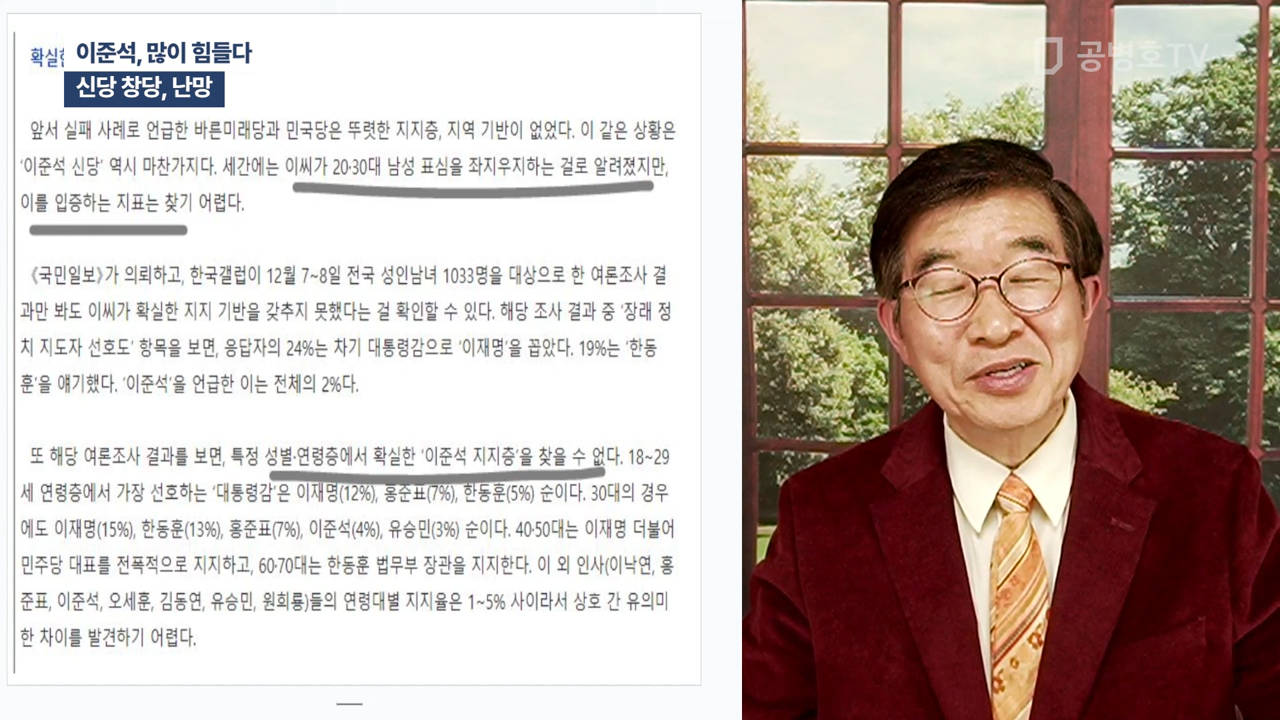 확실한
이준석, 많이 힘들다
신당 창당, 난망
공병호TV
앞서 실패 사례로 언급한 바른미래당과 민국당은 뚜렷한 지지층, 지역 기반이 없었다. 이 같은 상황은
‘이준석 신당’ 역시 마찬가지다. 세간에는 이씨가 20·30대 남성 표심을 좌지우지하는 걸로 알려졌지만,
이를 입증하는 지표는 찾기 어렵다.
《국민일보》가 의뢰하고, 한국갤럽이 12월 7~8일 전국 성인남녀 1033명을 대상으로 한 여론조사 결
과만 봐도 이씨가 확실한 지지 기반을 갖추지 못했다는 걸 확인할 수 있다. 해당 조사 결과 중 ‘장래 정
치 지도자 선호도’ 항목을 보면, 응답자의 24%는 차기 대통령감으로 ‘이재명’을 꼽았다. 19%는 ‘한동
훈’을 얘기했다. ‘이준석’을 언급한 이는 전체의 2%다.
또 해당 여론조사 결과를 보면, 특정 성별·연령층에서 확실한 ‘이준석 지지층’을 찾을 수 없다. 18~29
세 연령층에서 가장 선호하는 ‘대통령감’은 이재명(12%), 홍준표(7%), 한동훈(5%) 순이다. 30대의 경우
에도 이재명(15%), 한동훈(13%), 홍준표(7%), 이준석(4%), 유승민(3%) 순이다. 40·50대는 이재명 더불어
민주당 대표를 전폭적으로 지지하고, 60·70대는 한동훈 법무부 장관을 지지한다. 이 외 인사(이낙연, 홍
준표, 이준석, 오세훈, 김동연, 유승민, 원희룡)들의 연령대별 지지율은 1~5% 사이라서 상호 간 유의미
한 차이를 발견하기 어렵다.